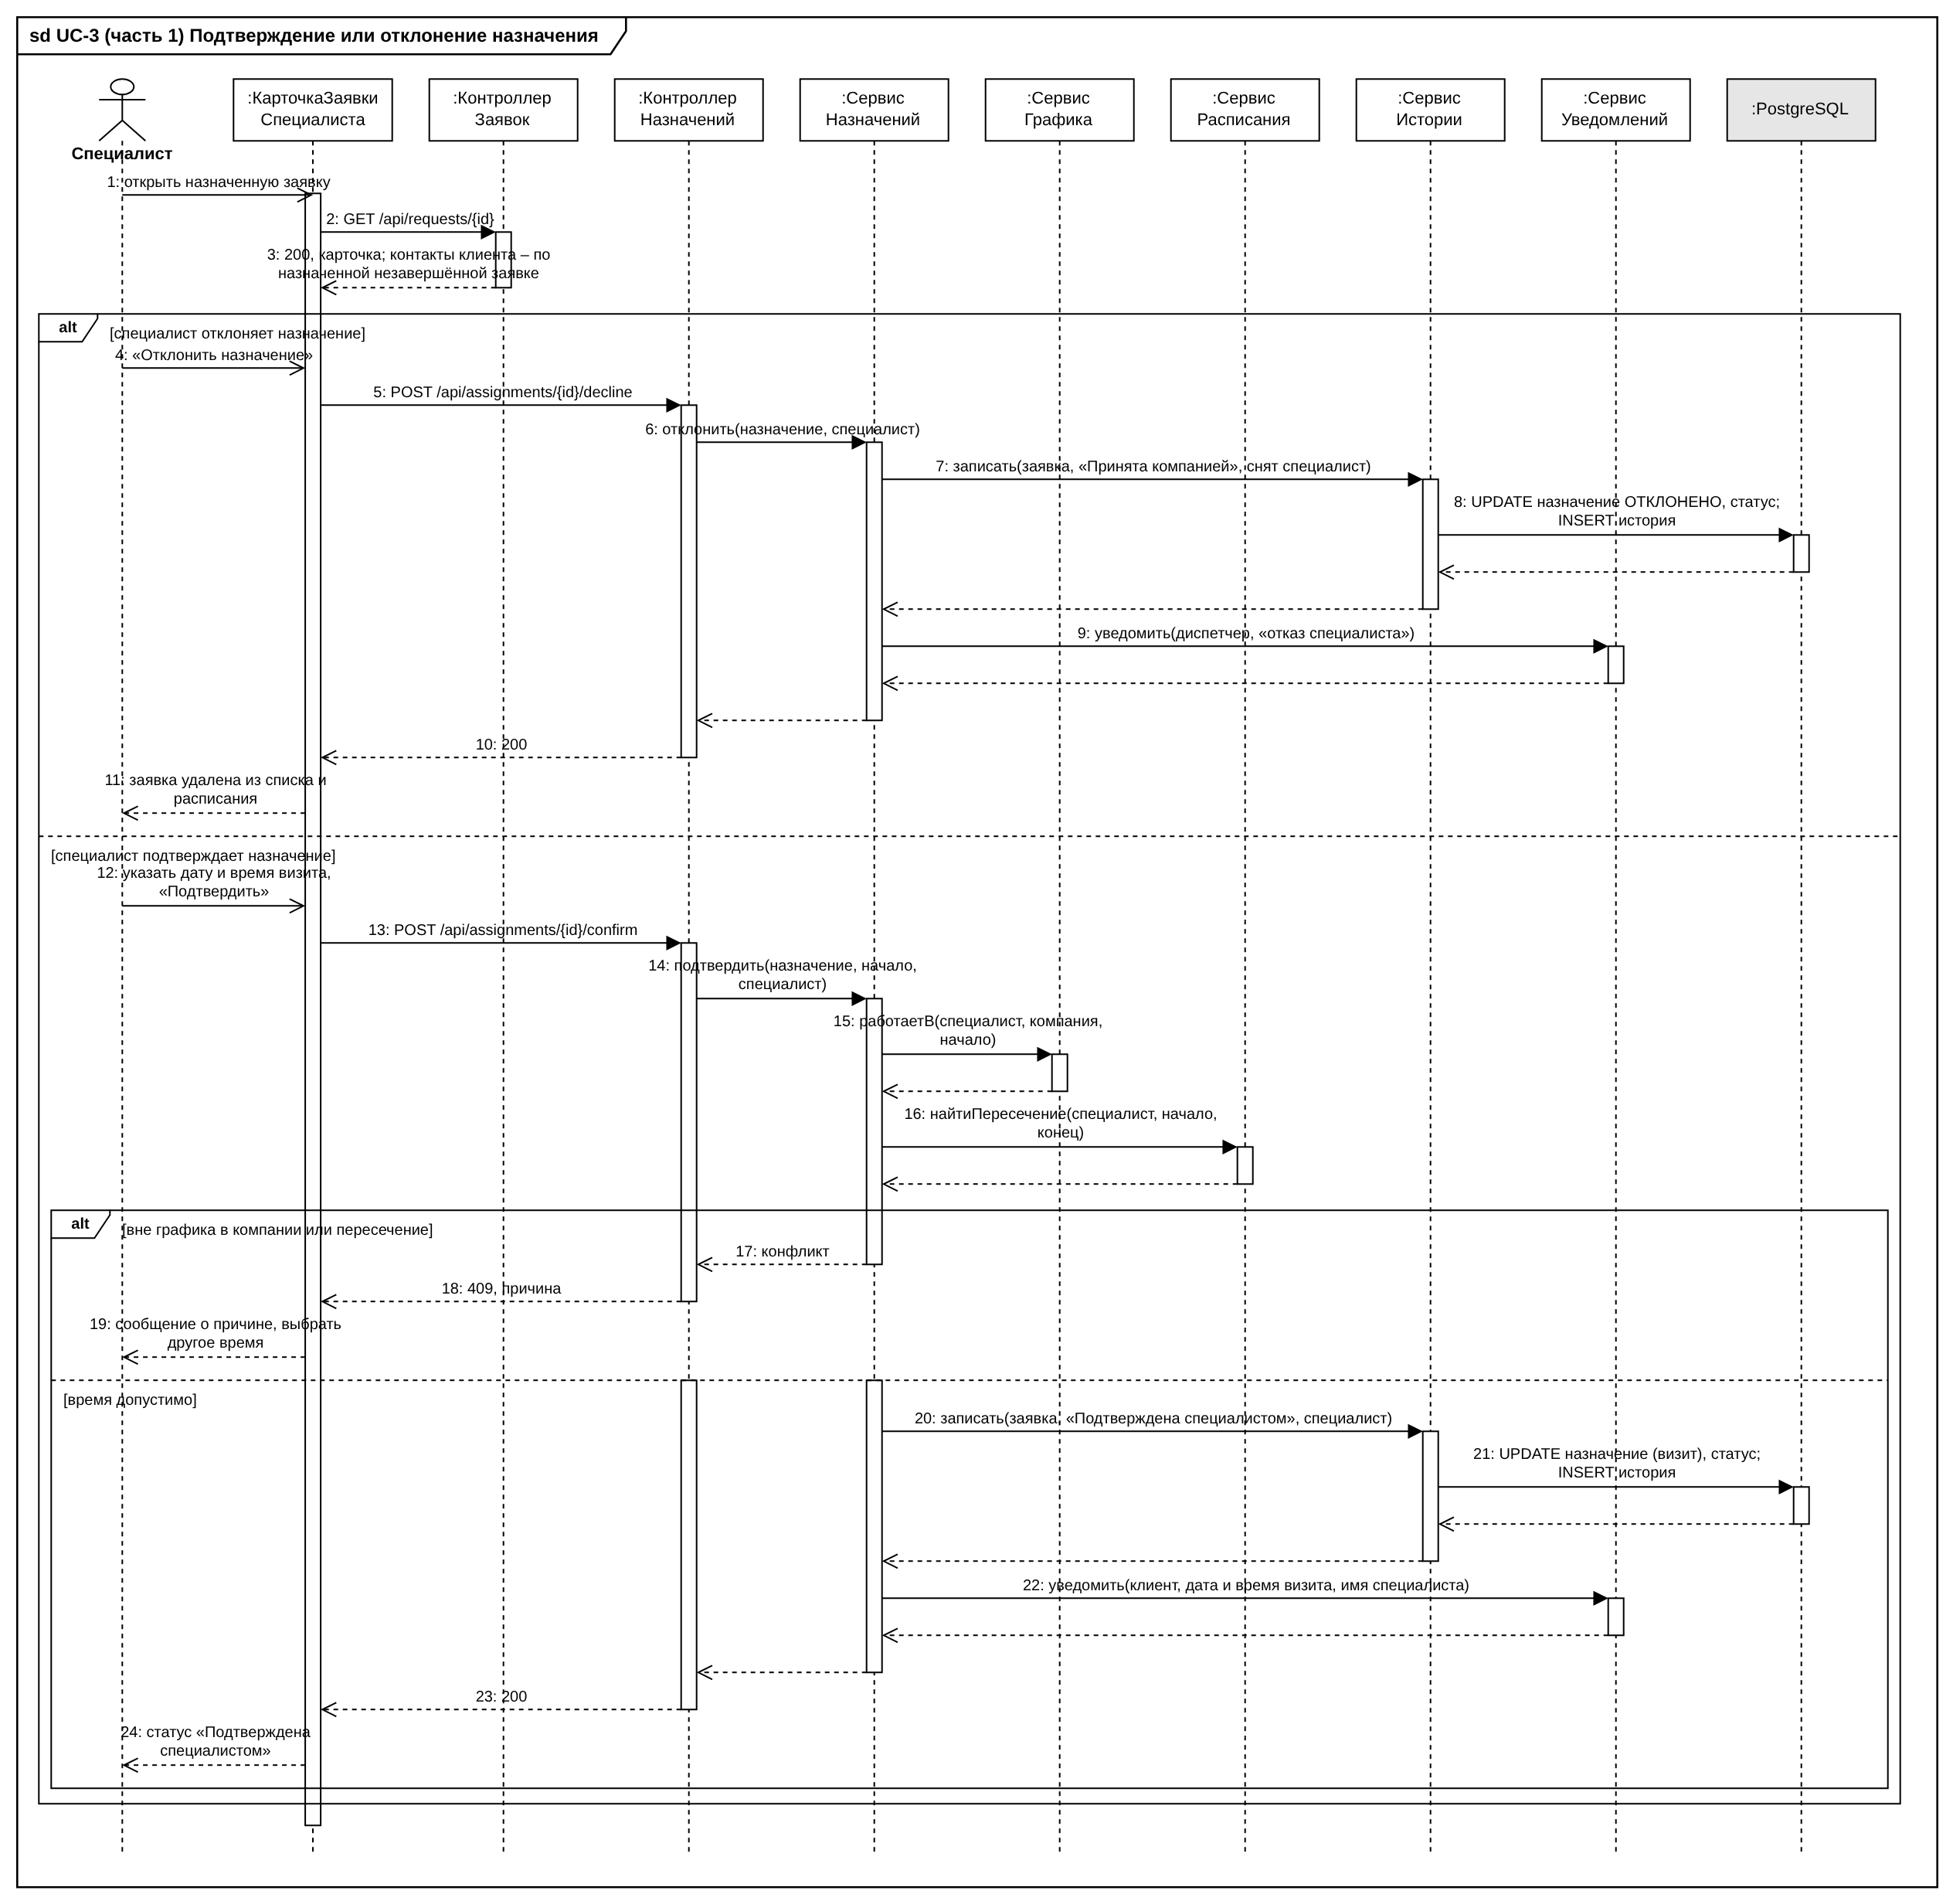 sd UC-3 (часть 1) Подтверждение или отклонение назначения
Специалист
:КарточкаЗаявки
Специалиста
:Контроллер
Заявок
:Контроллер
Назначений
:Сервис
Назначений
:Сервис
Графика
:Сервис
Расписания
:Сервис
Истории
:Сервис
Уведомлений
:PostgreSQL
1: открыть назначенную заявку
2: GET /api/requests/{id}
3: 200, карточка; контакты клиента – по
назначенной незавершённой заявке
alt
[специалист отклоняет назначение]
4: «Отклонить назначение»
5: POST /api/assignments/{id}/decline
6: отклонить(назначение, специалист)
7: записать(заявка, «Принята компанией», снят специалист)
8: UPDATE назначение ОТКЛОНЕНО, статус;
INSERT история
9: уведомить(диспетчер, «отказ специалиста»)
10: 200
11: заявка удалена из списка и
расписания
[специалист подтверждает назначение]
12: указать дату и время визита,
«Подтвердить»
13: POST /api/assignments/{id}/confirm
14: подтвердить(назначение, начало,
специалист)
15: работаетВ(специалист, компания,
начало)
16: найтиПересечение(специалист, начало,
конец)
alt
[вне графика в компании или пересечение]
17: конфликт
18: 409, причина
19: сообщение о причине, выбрать
другое время
[время допустимо]
20: записать(заявка, «Подтверждена специалистом», специалист)
21: UPDATE назначение (визит), статус;
INSERT история
22: уведомить(клиент, дата и время визита, имя специалиста)
23: 200
24: статус «Подтверждена
специалистом»